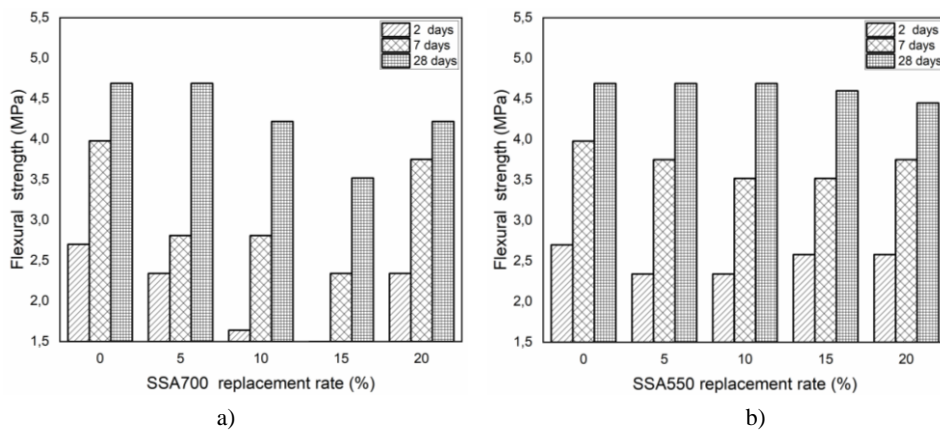 5,5
5,0
4,5
4,0
3,5
3,0
2,5
2,0
1,5
Flexural strength (MPa)
2 days
7 days
28 days
0 5 10 15 20
SSA700 replacement rate (%)
a)
5,5
5,0
4,5
4,0
3,5
3,0
2,5
2,0
1,5
Flexural strength (MPa)
2 days
7 days
28 days
0 5 10 15 20
SSA550 replacement rate (%)
b)